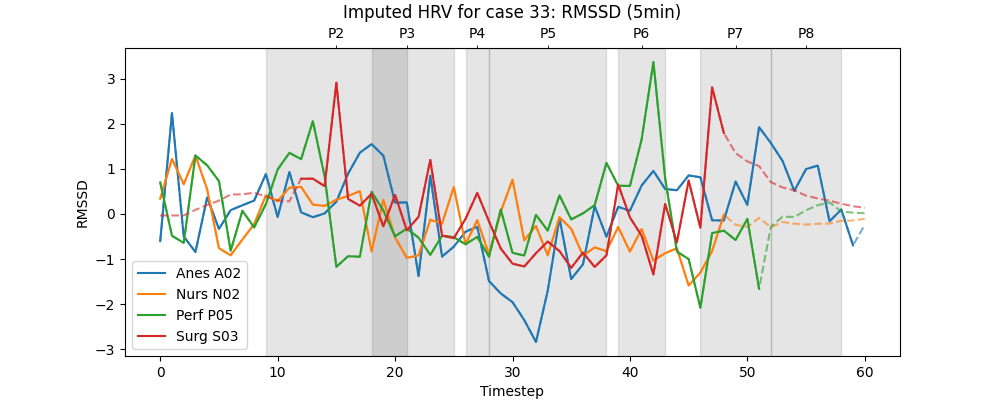 Imputed HRV for case 33: RMSSD (5min)
P2 P3 P4 P5 P6 P7 P8
3
2
1
0
−1
−2
−3
RMSSD
Anes A02
Nurs N02
Perf P05
Surg S03
0 10 20 30 40 50 60
Timestep